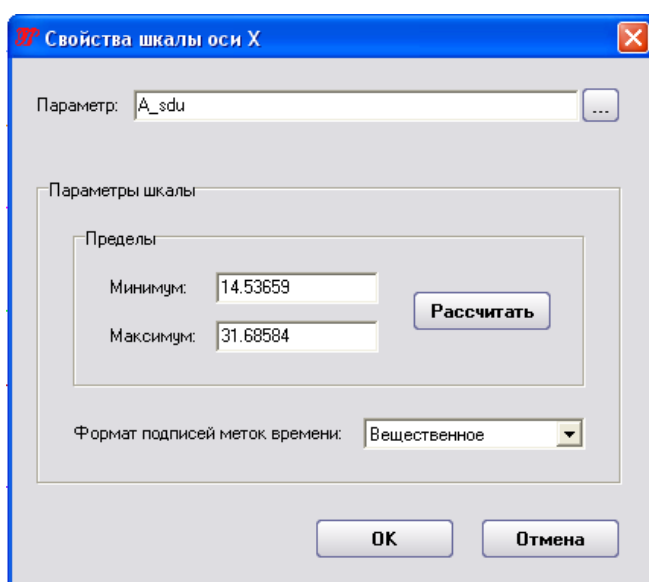 Свойства шкалы оси X
Параметр: A_sdu ...
Параметры шкалы
Пределы
Минимум: 14.53659
Рассчитать
Максимум: 31.68584
Формат подписей меток времени: Вещественное
ОК Отмена